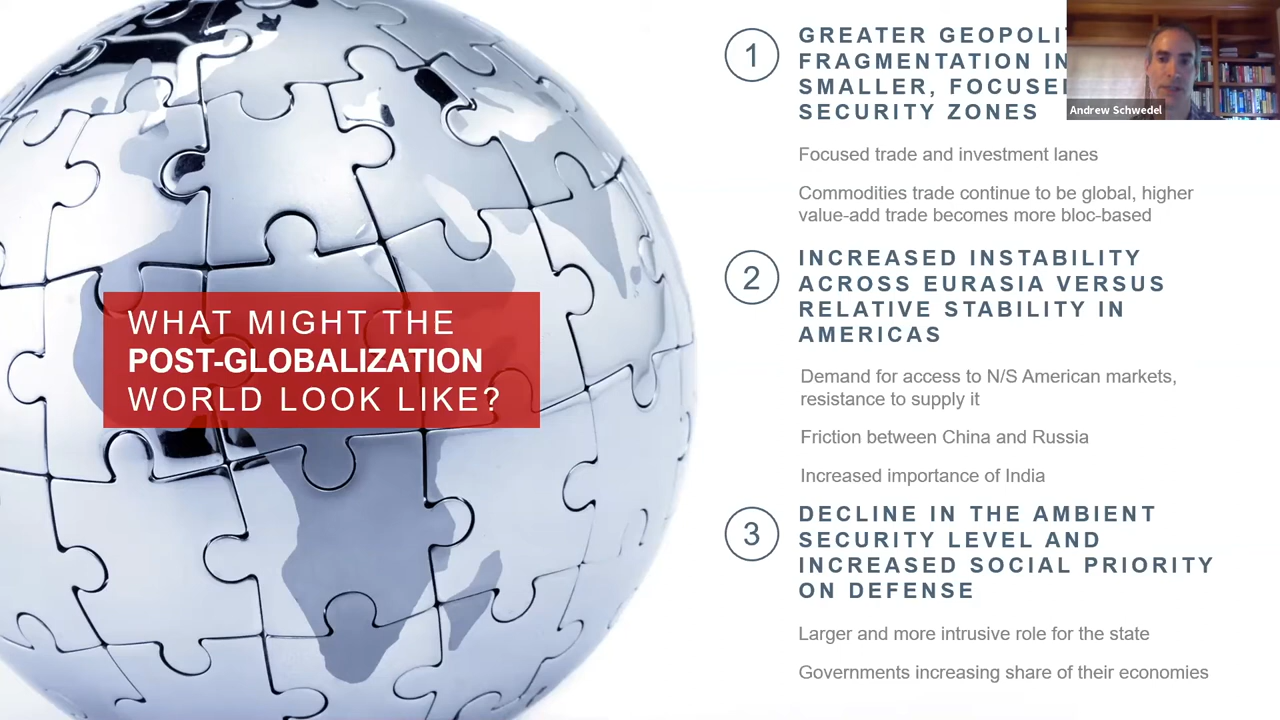 WHAT MIGHT THE
POST-GLOBALIZATION
WORLD LOOK LIKE?
1
GREATER GEOPOLI
FRAGMENTATION IN
SMALLER, FOCUSE
SECURITY ZONES
Focused trade and investment lanes
Commodities trade continue to be global, higher
value-add trade becomes more bloc-based
2
INCREASED INSTABILITY
ACROSS EURASIA VERSUS
RELATIVE STABILITY IN
AMERICAS
Demand for access to N/S American markets,
resistance to supply it
Friction between China and Russia
Increased importance of India
3
DECLINE IN THE AMBIENT
SECURITY LEVEL AND
INCREASED SOCIAL PRIORITY
ON DEFENSE
Larger and more intrusive role for the state
Governments increasing share of their economies
Andrew Schwedel